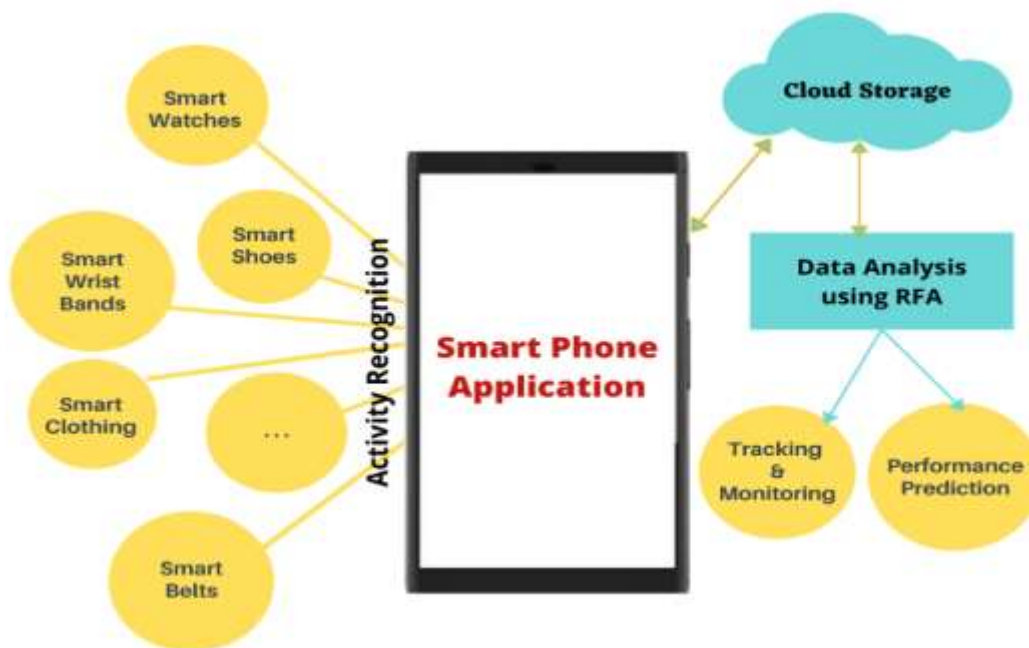 Smart
Watches
Smart
Shoes
Smart
Wrist
Bands
Smart
Clothing
...
Smart
Belts
Activity Recognition
Smart Phone
Application
Cloud Storage
Data Analysis
using RFA
Tracking
&
Monitoring
Performance
Prediction